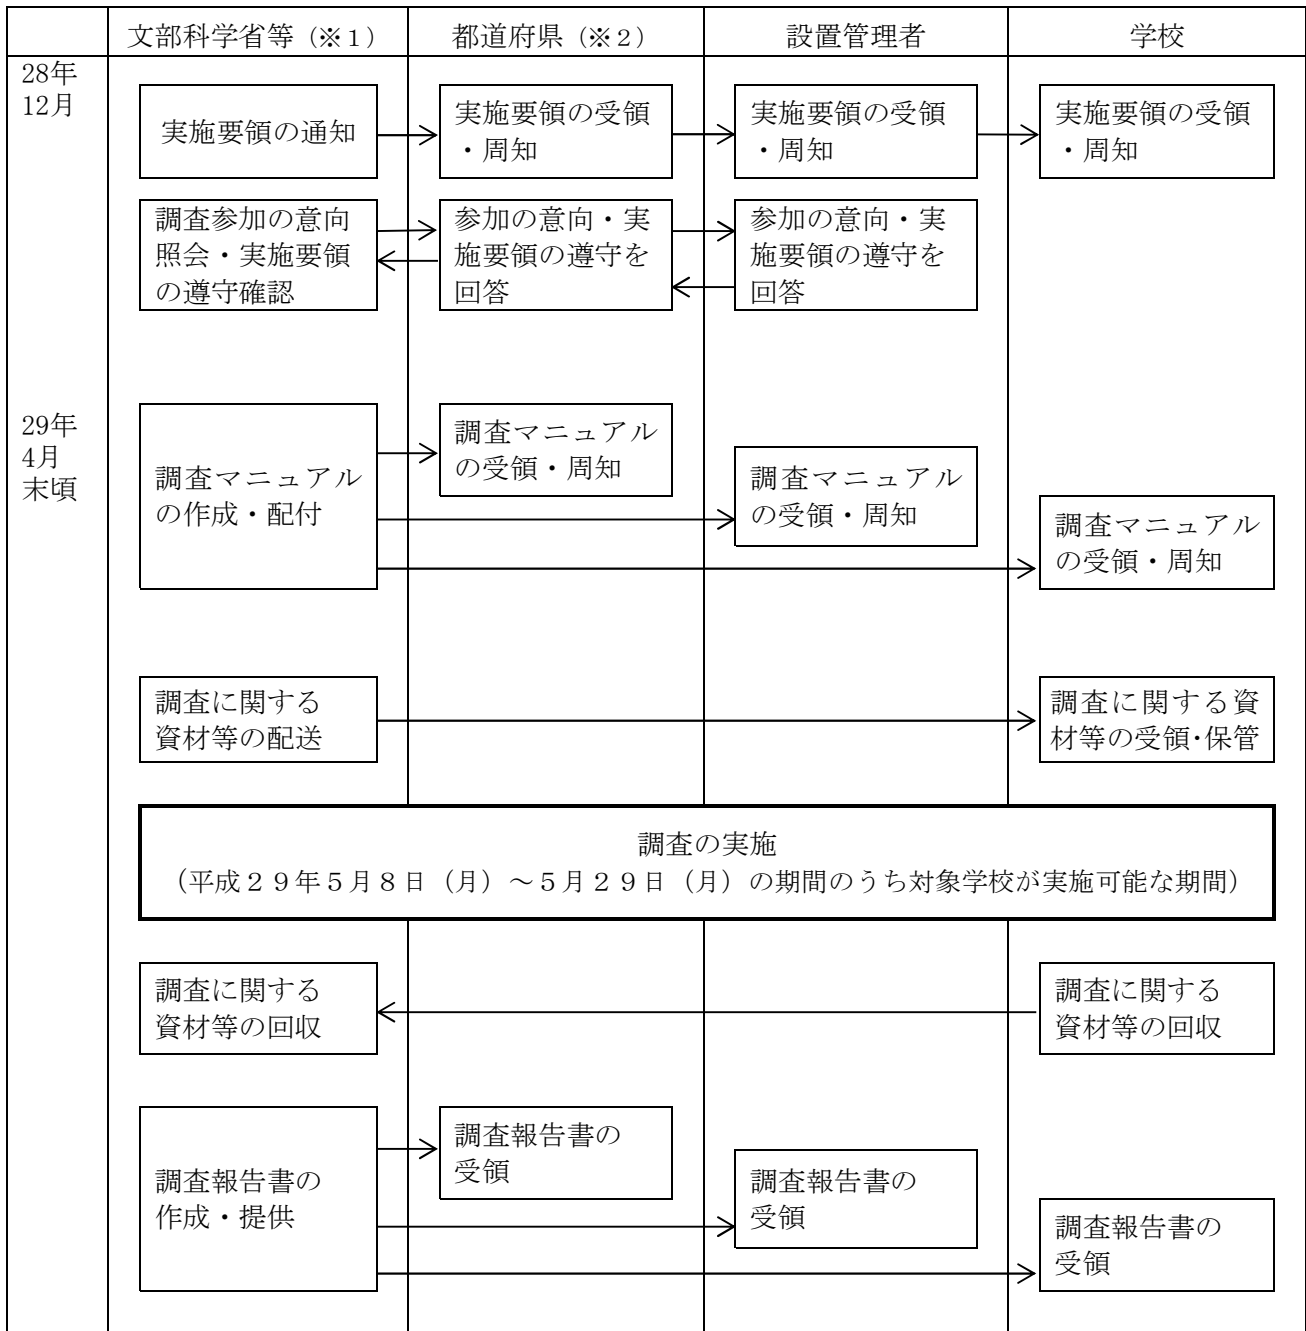 文部科学省等（※１）
都道府県（※２）
設置管理者
学校
28年
12月
実施要領の通知
実施要領の受領
・周知
実施要領の受領
・周知
実施要領の受領
・周知
調査参加の意向
照会・実施要領
の遵守確認
参加の意向・実
施要領の遵守を
回答
参加の意向・実
施要領の遵守を
回答
29年
4月
末頃
調査マニュアル
の作成・配付
調査マニュアル
の受領・周知
調査マニュアル
の受領・周知
調査マニュアル
の受領・周知
調査に関する
資材等の配送
調査に関する資
材等の受領・保管
調査の実施
（平成２９年５月８日（月）～５月２９日（月）の期間のうち対象学校が実施可能な期間）
調査に関する
資材等の回収
調査に関する
資材等の回収
調査報告書の
作成・提供
調査報告書の
受領
調査報告書の
受領
調査報告書の
受領